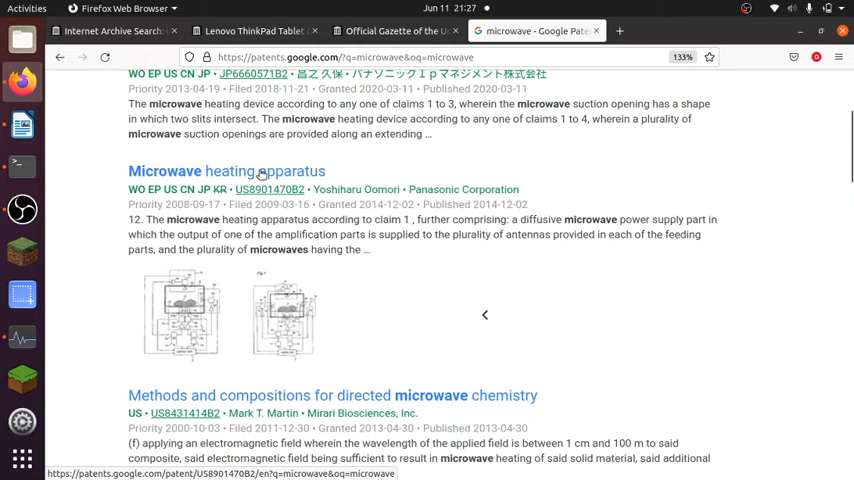 Activities
Firefox Web Browser
Jun 11 21:27
Internet Archive Search:
Lenovo ThinkPad Tablet
Official Gazette of the Un
microwave - Google Pate
https://patents.google.com/?q=microwave&oq=microwave
133%
WO EP US CN JP • JP6660571B2 • 昌之 久保 • パナソニックＩｐマネジメント株式会社
Priority 2013-04-19 • Filed 2018-11-21 • Granted 2020-03-11 • Published 2020-03-11
The microwave heating device according to any one of claims 1 to 3, wherein the microwave suction opening has a shape
in which two slits intersect. The microwave heating device according to any one of claims 1 to 4, wherein a plurality of
microwave suction openings are provided along an extending …
Microwave heating apparatus
WO EP US CN JP KR • US8901470B2 • Yoshiharu Oomori • Panasonic Corporation
Priority 2008-09-17 • Filed 2009-03-16 • Granted 2014-12-02 • Published 2014-12-02
12. The microwave heating apparatus according to claim 1 , further comprising: a diffusive microwave power supply part in
which the output of one of the amplification parts is supplied to the plurality of antennas provided in each of the feeding
parts, and the plurality of microwaves having the …
Methods and compositions for directed microwave chemistry
US • US8431414B2 • Mark T. Martin • Mirari Biosciences, Inc.
Priority 2000-10-03 • Filed 2011-12-30 • Granted 2013-04-30 • Published 2013-04-30
(f) applying an electromagnetic field wherein the wavelength of the applied field is between 1 cm and 100 m to said
composite, said electromagnetic field being sufficient to result in microwave heating of said solid material, said additional
https://patents.google.com/patent/US8901470B2/en?q=microwave&oq=microwave